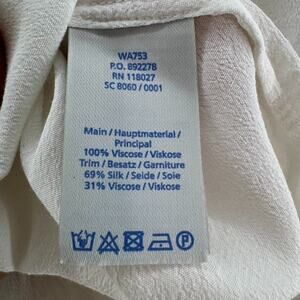 WA753
P.O. 89227B
RN 118027
SC 8060 / 0001
Main / Hauptmaterial /
Principal
100% Viscose / Viskose
Trim / Besatz / Garniture
69% Silk / Seide / Soie
31% Viscose / Viskose
P